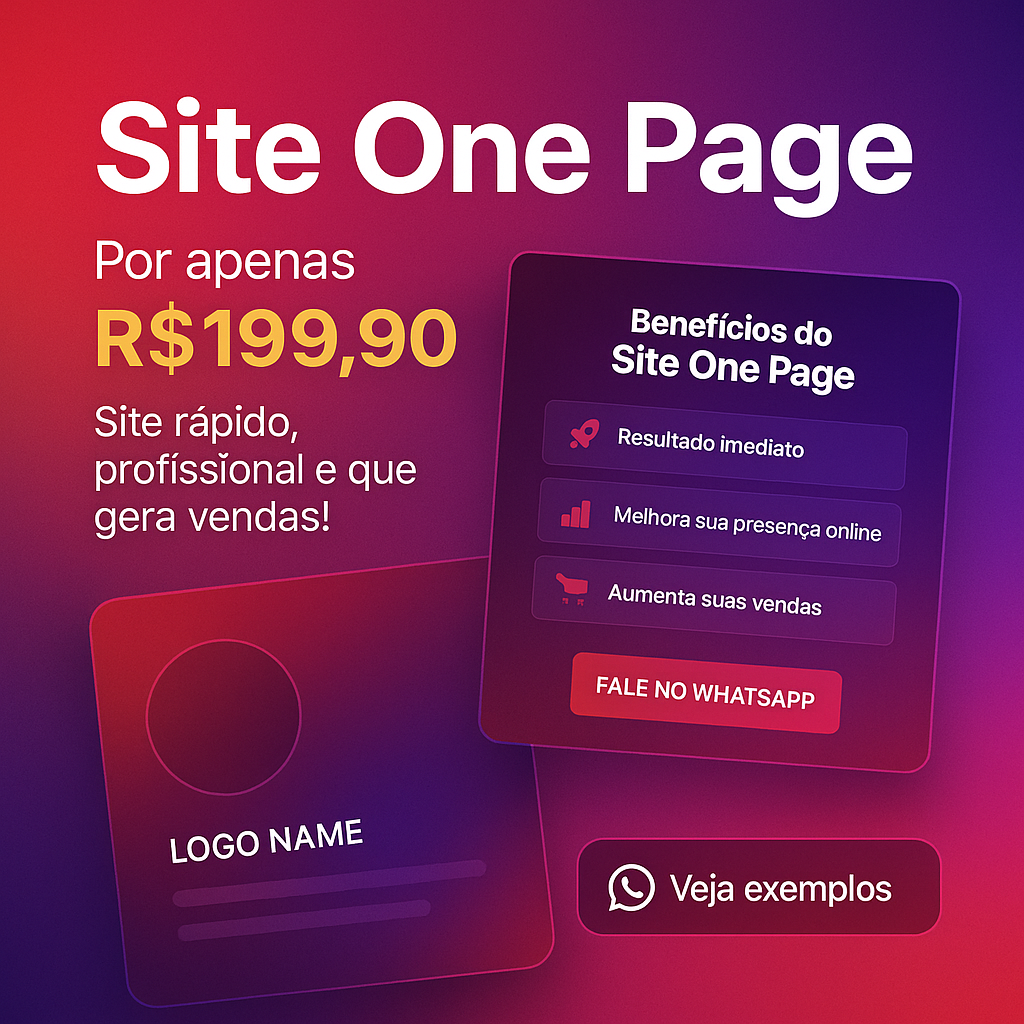 Site One Page
Por apenas
R$199,90
Site rápido,
profíssĭonal e que
gera vendas!
Benefícios do
Site One Page
Resultado imediato
Melhora sua presença online
Aumenta suas vendas
FALE NO WHATSAPP
LOGO NAME
Veja exemplos